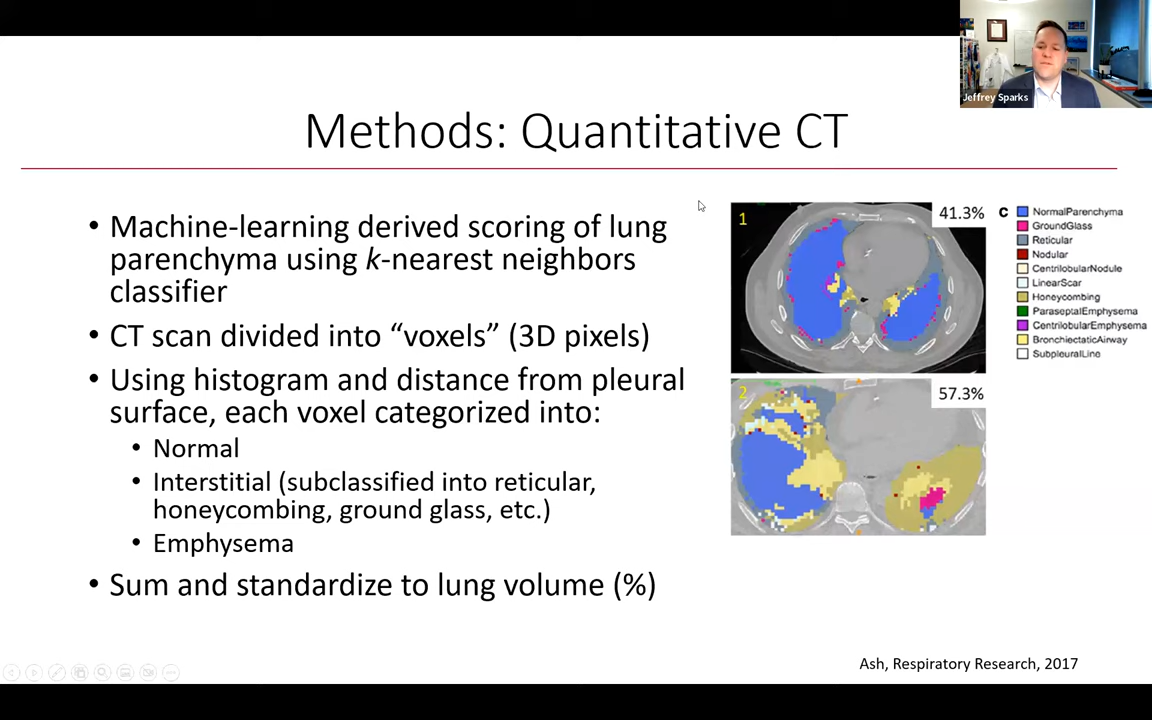 Jeffrey Sparks
Methods: Quantitative CT
• Machine-learning derived scoring of lung
parenchyma using k-nearest neighbors
classifier
• CT scan divided into “voxels” (3D pixels)
• Using histogram and distance from pleural
surface, each voxel categorized into:
• Normal
• Interstitial (subclassified into reticular,
honeycombing, ground glass, etc.)
• Emphysema
• Sum and standardize to lung volume (%)
1
41.3%
2
57.3%
C
NormalParenchyma
GroundGlass
Reticular
Nodular
CentrilobularNodule
LinearScar
Honeycombing
ParaseptalEmphysema
CentrilobularEmphysema
BronchiectaticAirway
SubpleuralLine
Ash, Respiratory Research, 2017